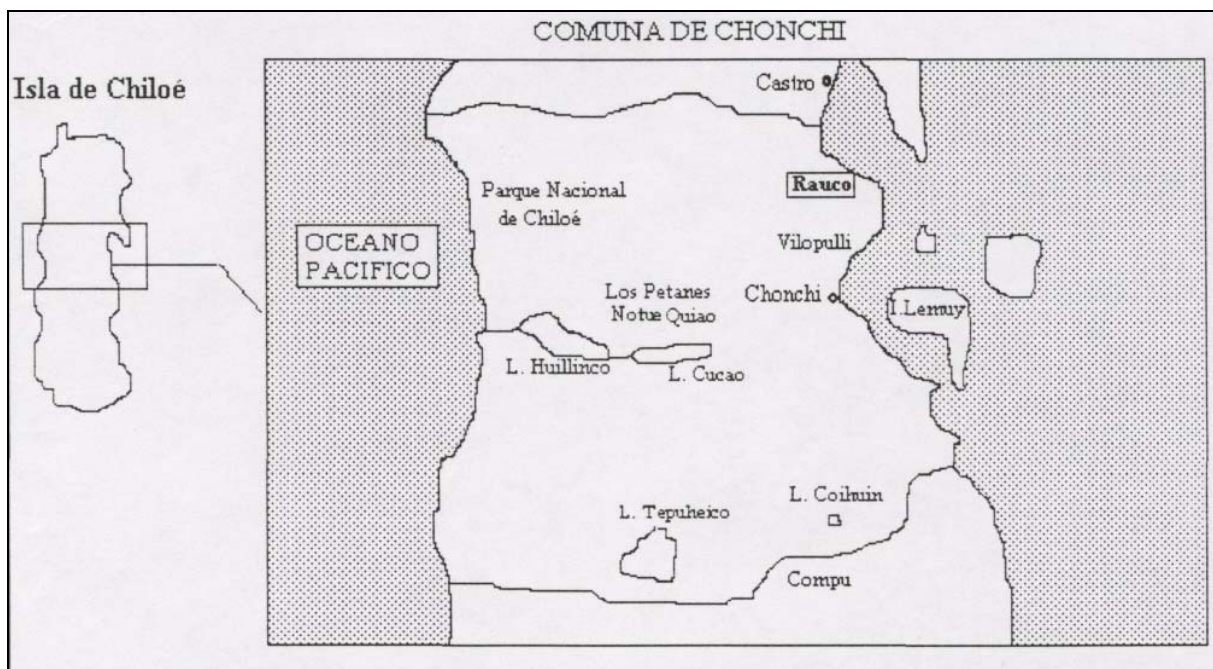 COMUNA DE CHONCHI
Isla de Chiloé
Castro
Parque Nacional
de Chiloé
Rauco
OCEANO
PACIFICO
Vilopulli
Los Petanes
Notue Quiao
Chonchi
I.Lemuy
L. Huillinco
L. Cucao
L. Tepuheico
L. Coihuin
Compu